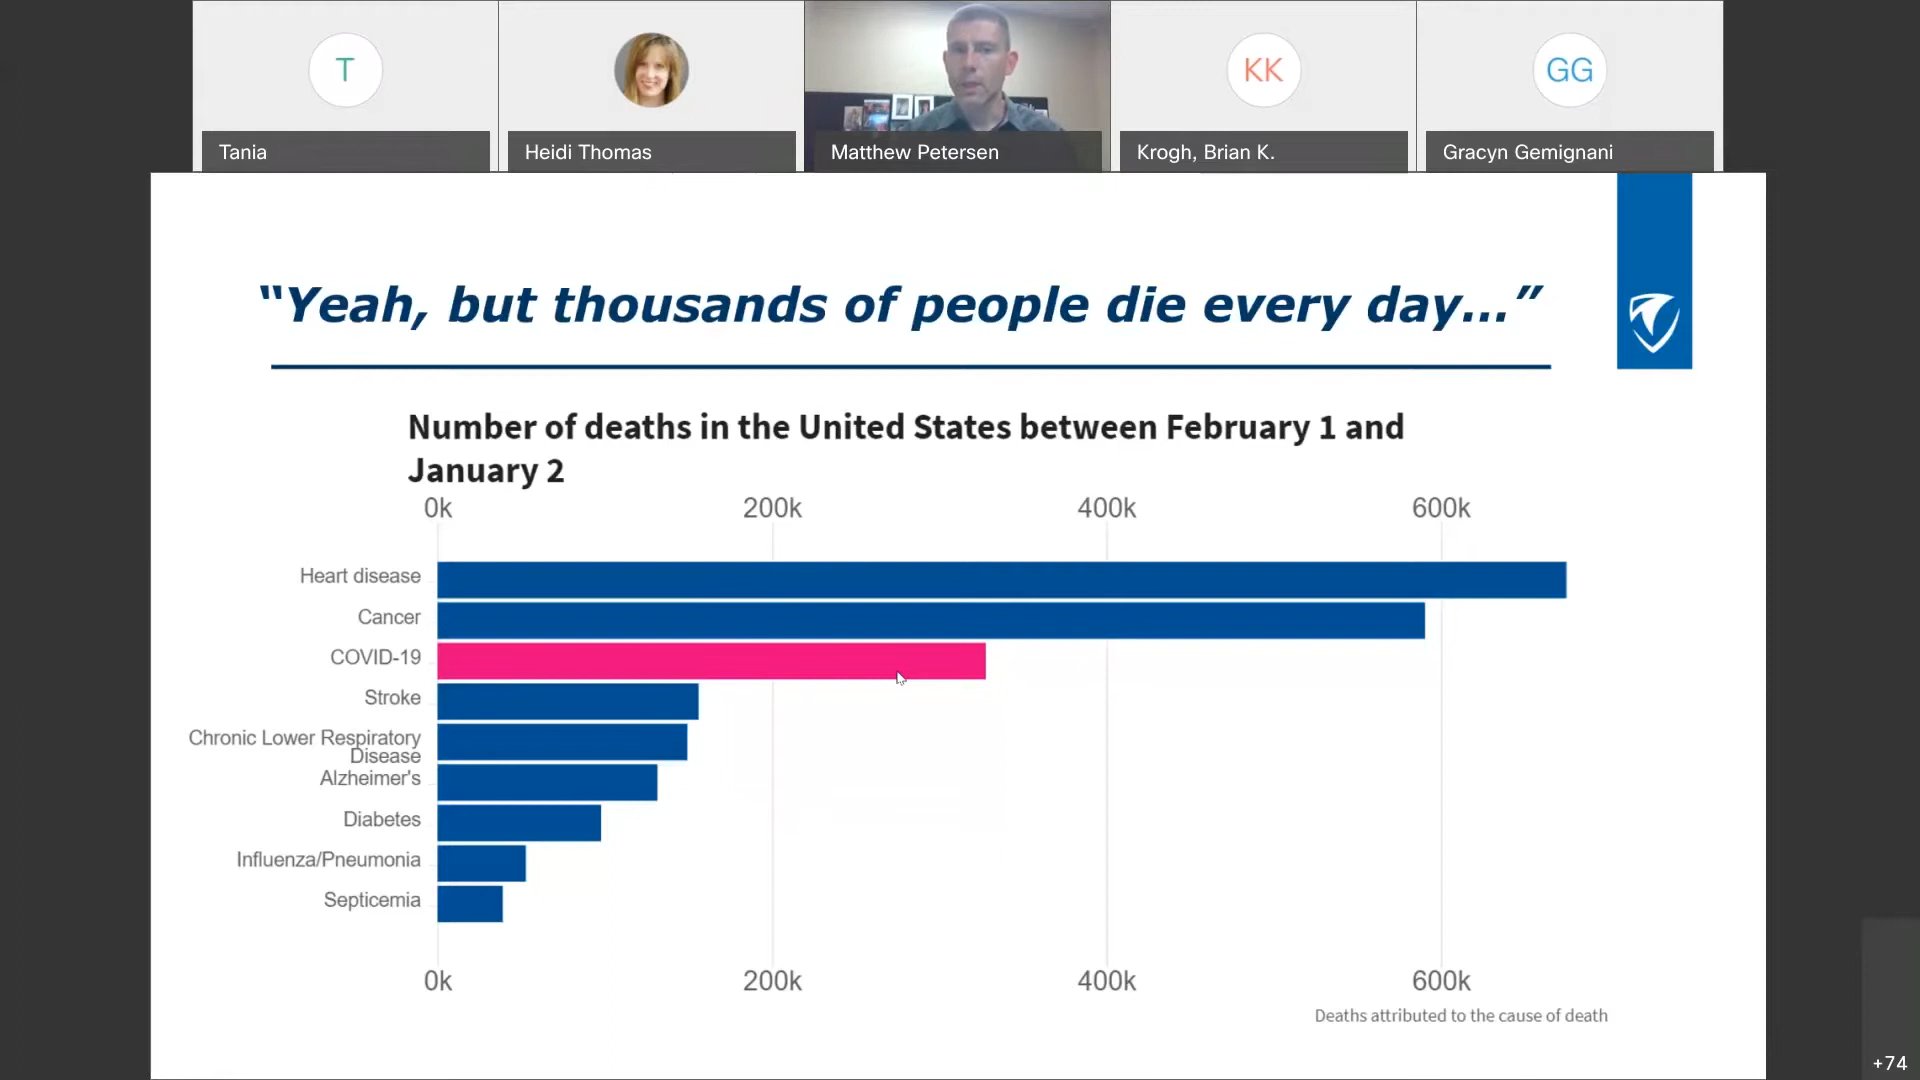 T
KK
GG
Tania
Heidi Thomas
Matthew Petersen
Krogh, Brian K.
Gracyn Gemignani
“Yeah, but thousands of people die every day...”
Number of deaths in the United States between February 1 and
January 2
0k 200k 400k 600k
Heart disease
Cancer
COVID-19
Stroke
Chronic Lower Respiratory
Disease
Alzheimer's
Diabetes
Influenza/Pneumonia
Septicemia
0k 200k 400k 600k
Deaths attributed to the cause of death
+74